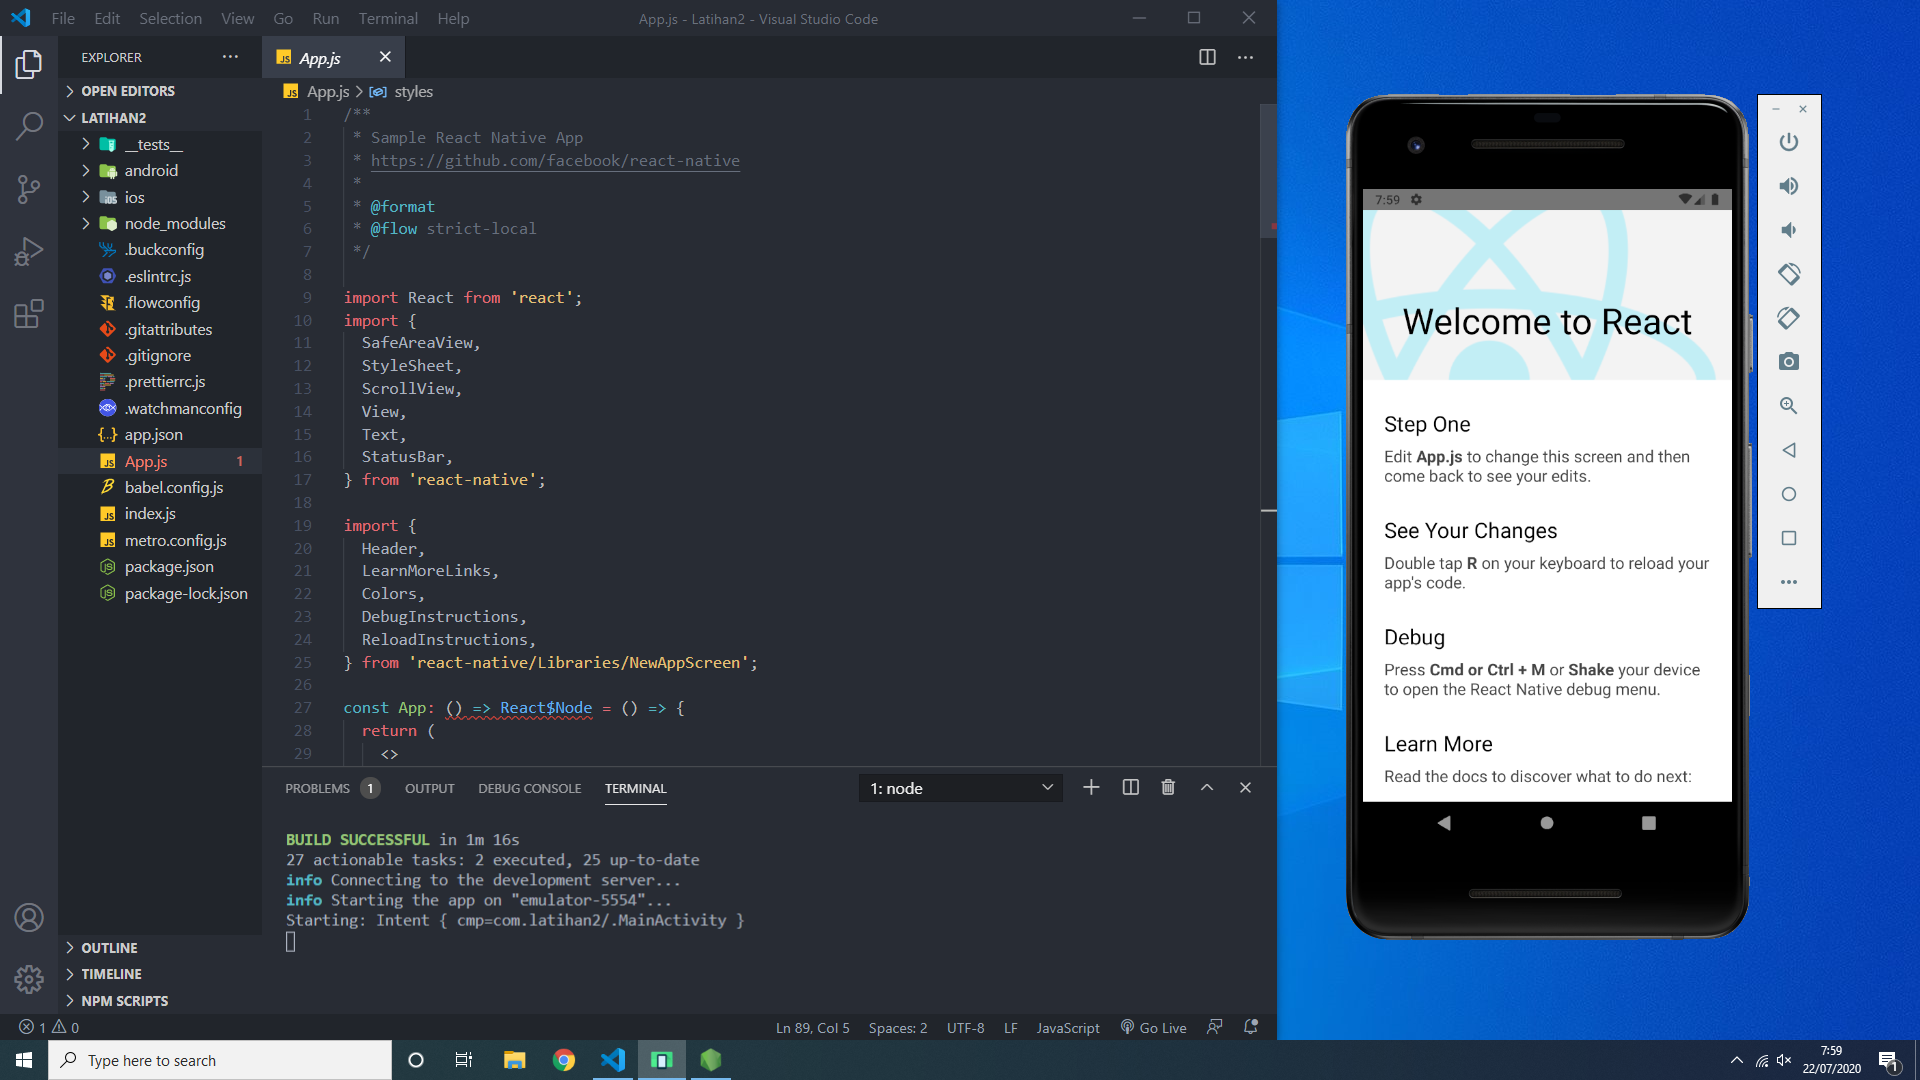 File Edit Selection View Go Run Terminal Help
App.js - Latihan2 - Visual Studio Code
EXPLORER
OPEN EDITORS
LATIHAN2
__tests__
android
ios
node_modules
.buckconfig
.eslintrc.js
.flowconfig
.gitattributes
.gitignore
.prettierrc.js
.watchmanconfig
app.json
App.js 1
babel.config.js
index.js
metro.config.js
package.json
package-lock.json
OUTLINE
TIMELINE
NPM SCRIPTS
App.js
App.js > styles
1 /**
2 * Sample React Native App
3 * https://github.com/facebook/react-native
4 *
5 * @format
6 * @flow strict-local
7 */
8
9 import React from 'react';
10 import {
11 SafeAreaView,
12 StyleSheet,
13 ScrollView,
14 View,
15 Text,
16 StatusBar,
17 } from 'react-native';
18
19 import {
20 Header,
21 LearnMoreLinks,
22 Colors,
23 DebugInstructions,
24 ReloadInstructions,
25 } from 'react-native/Libraries/NewAppScreen';
26
27 const App: () => React$Node = () => {
28 return (
29 <>
PROBLEMS 1 OUTPUT DEBUG CONSOLE TERMINAL
1: node
BUILD SUCCESSFUL in 1m 16s
27 actionable tasks: 2 executed, 25 up-to-date
info Connecting to the development server...
info Starting the app on "emulator-5554"...
Starting: Intent { cmp=com.latihan2/.MainActivity }
1 0
Ln 89, Col 5 Spaces: 2 UTF-8 LF JavaScript Go Live
7:59
Welcome to React
Step One
Edit App.js to change this screen and then
come back to see your edits.
See Your Changes
Double tap R on your keyboard to reload your
app's code.
Debug
Press Cmd or Ctrl + M or Shake your device
to open the React Native debug menu.
Learn More
Read the docs to discover what to do next:
Type here to search
7:59
22/07/2020
1